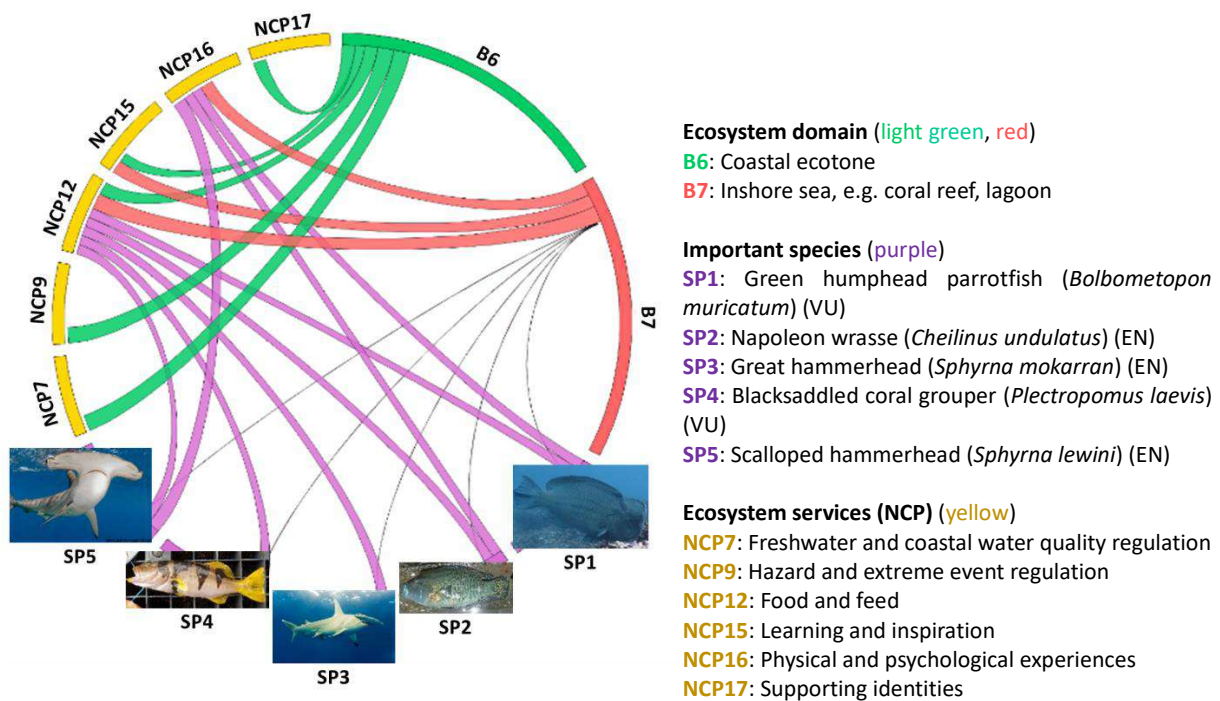 NCP17
NCP16
B6
NCP15
NCP12
NCP9
NCP7
B7
SP5
SP4
SP3
SP2
SP1
Ecosystem domain (light green, red)
B6: Coastal ecotone
B7: Inshore sea, e.g. coral reef, lagoon
Important species (purple)
SP1: Green humphead parrotfish (Bolbometopon
muricatum) (VU)
SP2: Napoleon wrasse (Cheilinus undulatus) (EN)
SP3: Great hammerhead (Sphyrna mokarran) (EN)
SP4: Blacksaddled coral grouper (Plectropomus laevis)
(VU)
SP5: Scalloped hammerhead (Sphyrna lewini) (EN)
Ecosystem services (NCP) (yellow)
NCP7: Freshwater and coastal water quality regulation
NCP9: Hazard and extreme event regulation
NCP12: Food and feed
NCP15: Learning and inspiration
NCP16: Physical and psychological experiences
NCP17: Supporting identities